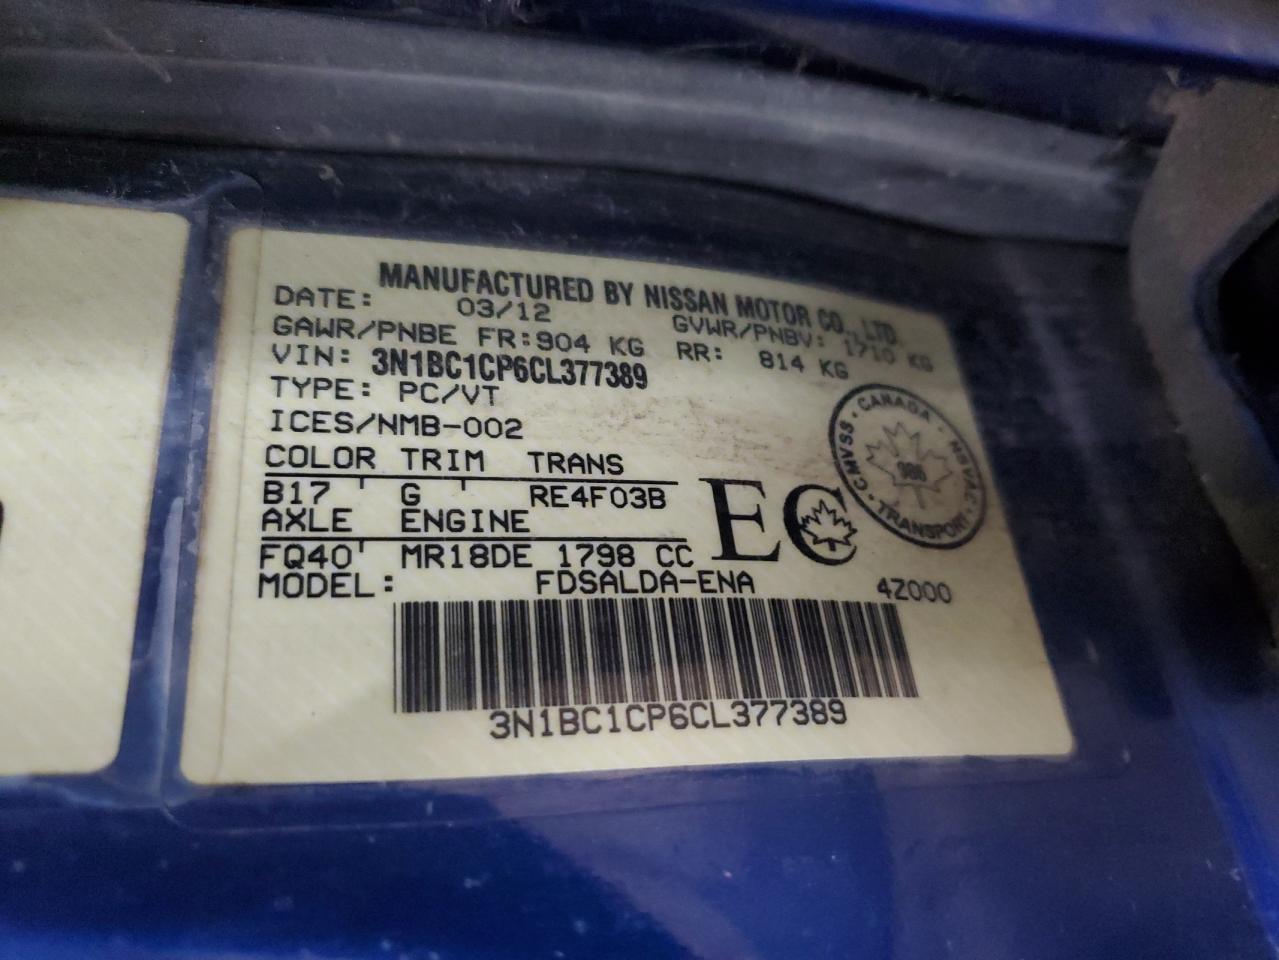 MANUFACTURED BY NISSAN MOTOR CO., LTD.
DATE: 03/12 GVWR/PNBV: 1710 KG
GAWR/PNBE FR: 904 KG RR: 814 KG
VIN: 3N1BC1CP6CL377389
TYPE: PC/VT
ICES/NMB-002
COLOR TRIM TRANS
B17 G RE4F03B
AXLE ENGINE
FQ40 MR18DE 1798 CC
EC
CANADA
CMVSS
TRANSPORT
MODEL: FDSALDA-ENA 4Z000
3N1BC1CP6CL377389